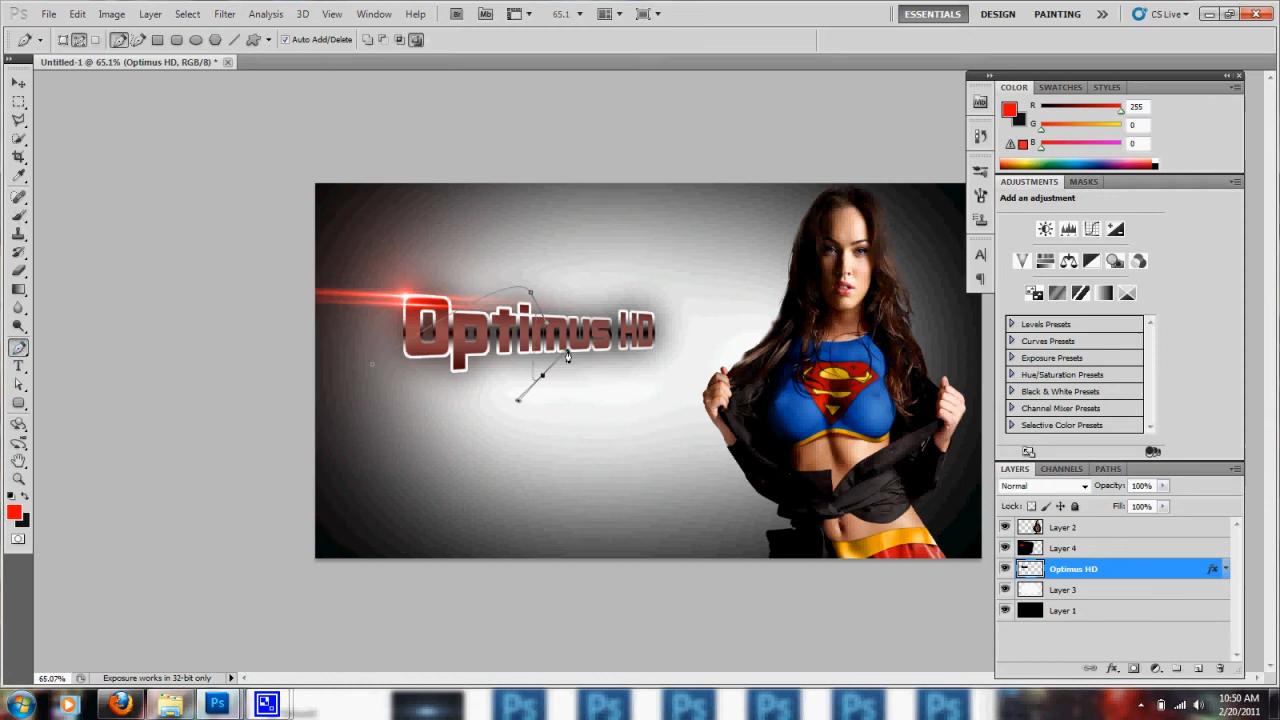 Ps File Edit Image Layer Select Filter Analysis 3D View Window Help Br Mb 65.1 ESSENTIALS DESIGN PAINTING CS Live
Auto Add/Delete
Untitled-1 @ 65.1% (Optimus HD, RGB/8) *
COLOR SWATCHES STYLES
R 255
G 0
B 0
ADJUSTMENTS MASKS
Add an adjustment
Optimus HD
Levels Presets
Curves Presets
Exposure Presets
Hue/Saturation Presets
Black & White Presets
Channel Mixer Presets
Selective Color Presets
LAYERS CHANNELS PATHS
Normal Opacity: 100%
Lock: Fill: 100%
Layer 2
Layer 4
Optimus HD fx
Layer 3
Layer 1
65.07% Exposure works in 32-bit only
Ps
10:50 AM
2/20/2011